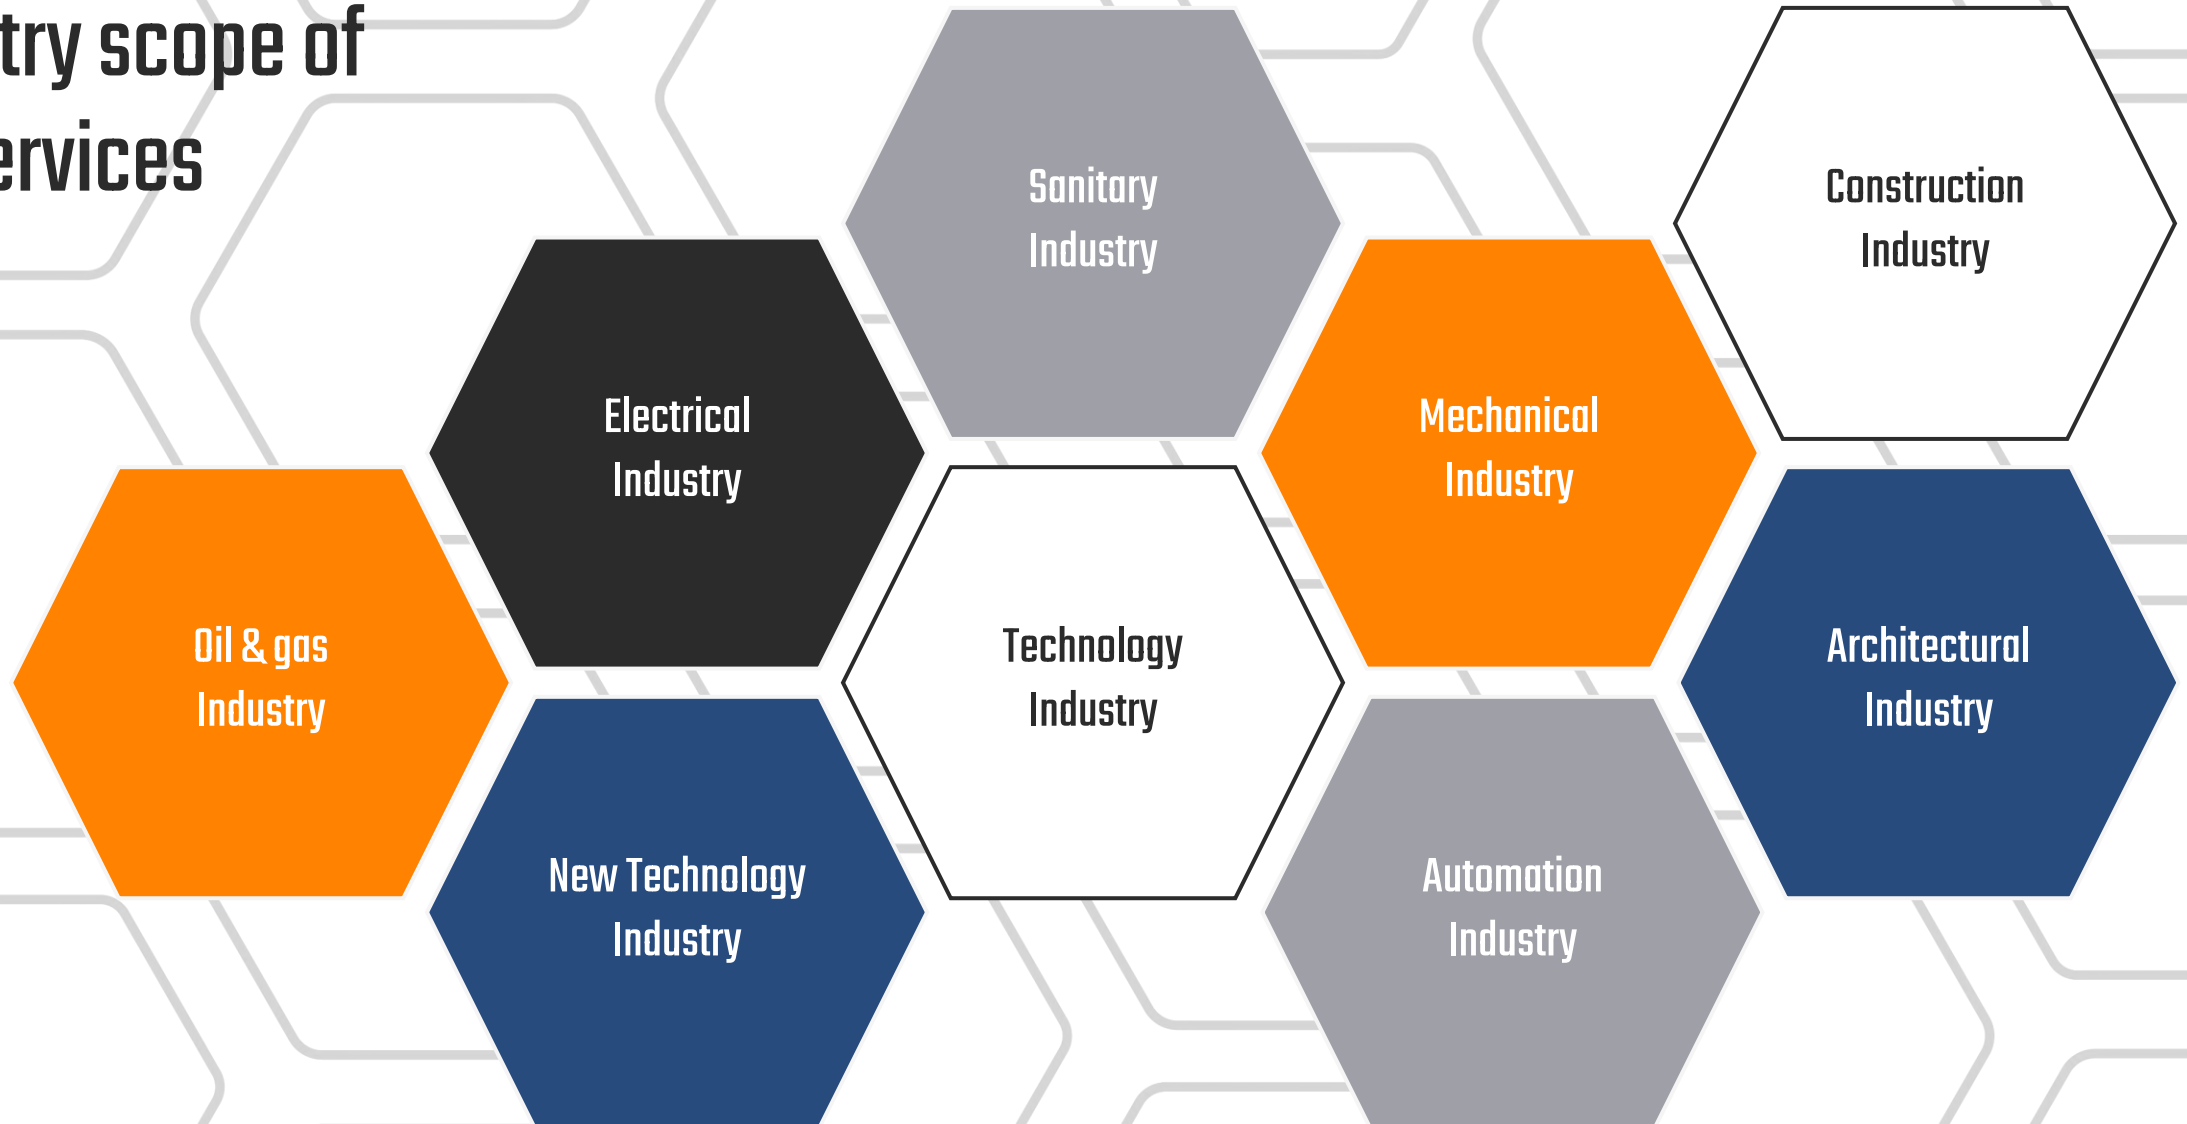 try scope of
ervices
Sanitary
Industry
Construction
Industry
Electrical
Industry
Mechanical
Industry
Oil & gas
Industry
Technology
Industry
Architectural
Industry
New Technology
Industry
Automation
Industry